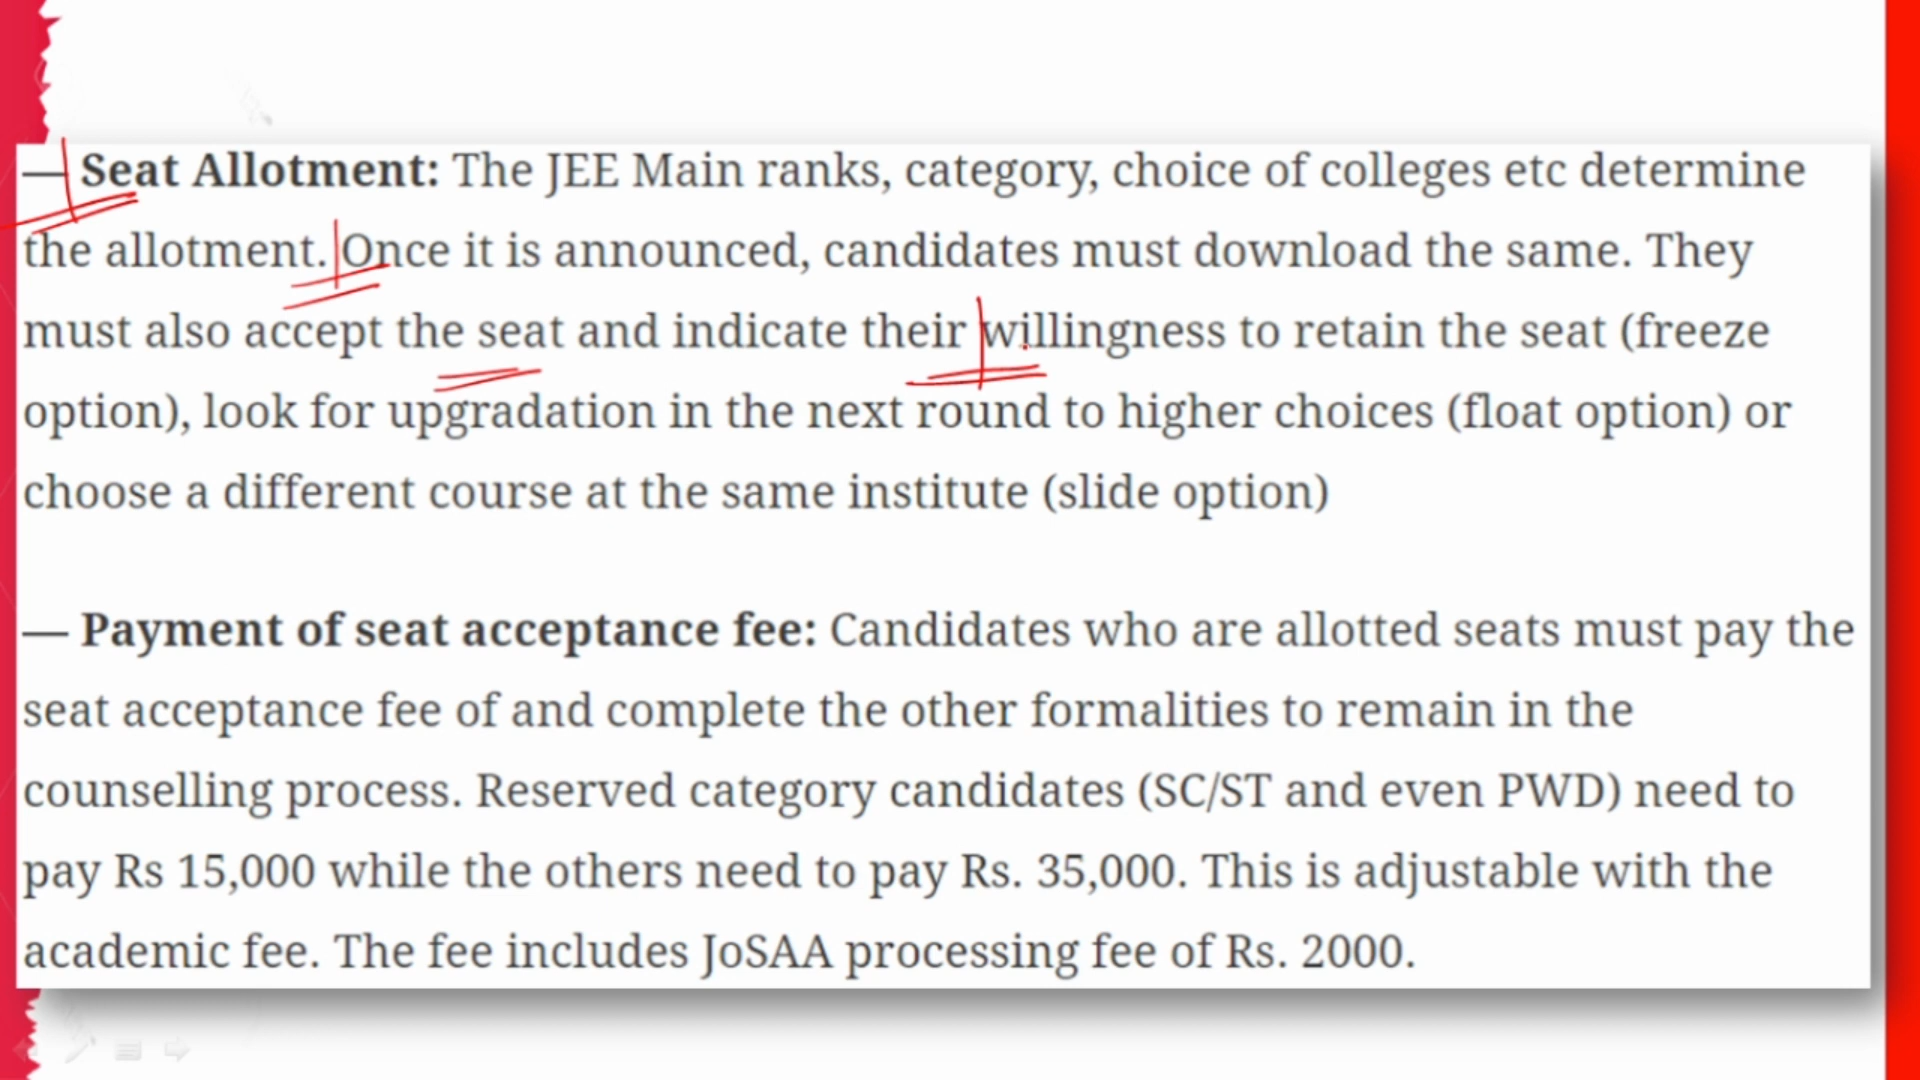 — Seat Allotment: The JEE Main ranks, category, choice of colleges etc determine
the allotment. Once it is announced, candidates must download the same. They
must also accept the seat and indicate their willingness to retain the seat (freeze
option), look for upgradation in the next round to higher choices (float option) or
choose a different course at the same institute (slide option)
— Payment of seat acceptance fee: Candidates who are allotted seats must pay the
seat acceptance fee of and complete the other formalities to remain in the
counselling process. Reserved category candidates (SC/ST and even PWD) need to
pay Rs 15,000 while the others need to pay Rs. 35,000. This is adjustable with the
academic fee. The fee includes JoSAA processing fee of Rs. 2000.